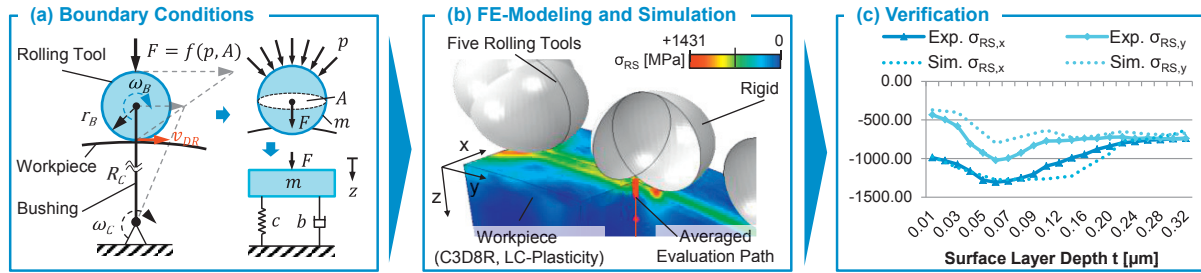 (a) Boundary Conditions
Rolling Tool
F = f(p, A)
ω_B
r_B
v_DR
Workpiece
R_C
Bushing
ω_C
p
A
F
m
F
m
z
c
b
(b) FE-Modeling and Simulation
Five Rolling Tools
+1431
0
σ_RS [MPa]
Rigid
x
y
z
Workpiece
(C3D8R, LC-Plasticity)
Averaged
Evaluation Path
(c) Verification
Exp. σ_RS,x
Exp. σ_RS,y
Sim. σ_RS,x
Sim. σ_RS,y
0.00
-500.00
-1000.00
-1500.00
0.01
0.03
0.05
0.07
0.09
0.12
0.16
0.20
0.24
0.28
0.32
Surface Layer Depth t [µm]